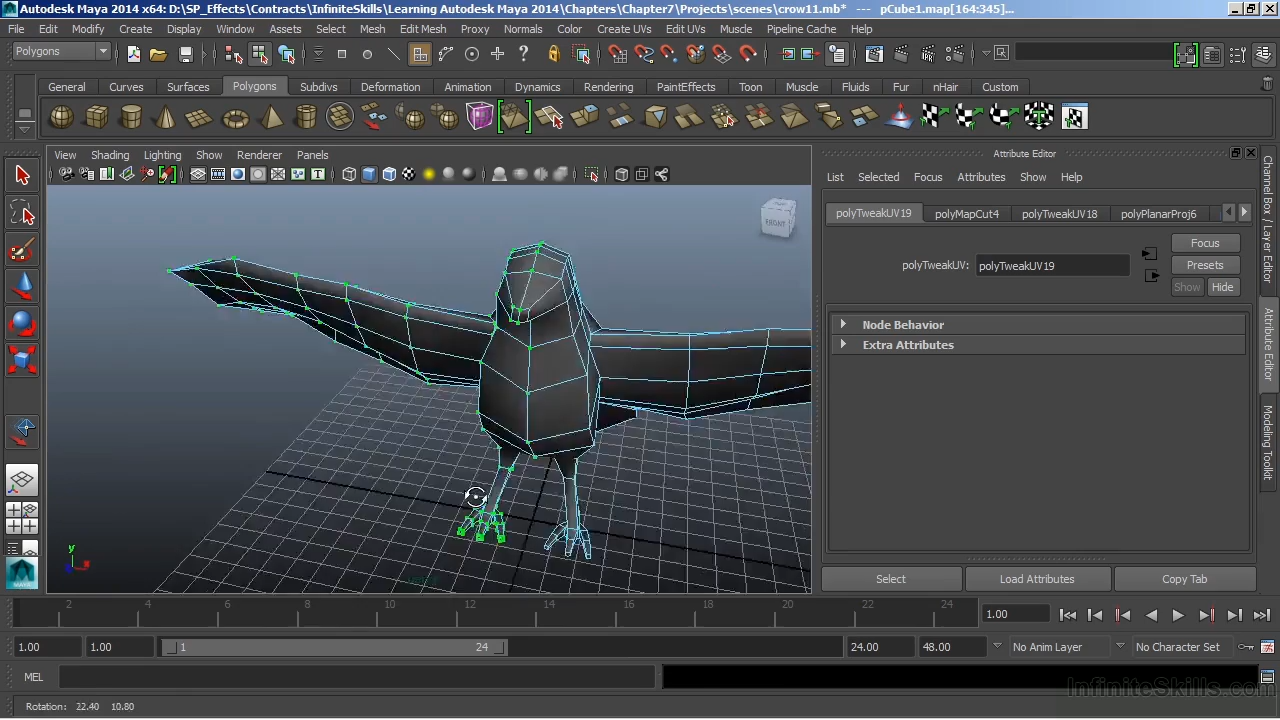 Autodesk Maya 2014 x64: D:\SP_Effects\Contracts\InfiniteSkills\Learning Autodesk Maya 2014\Chapters\Chapter7\Projects\scenes\crow11.mb* --- pCube1.map[164:345]...
File Edit Modify Create Display Window Assets Select Mesh Edit Mesh Proxy Normals Color Create UVs Edit UVs Muscle Pipeline Cache Help
Polygons
General Curves Surfaces Polygons Subdivs Deformation Animation Dynamics Rendering PaintEffects Toon Muscle Fluids Fur nHair Custom
View Shading Lighting Show Renderer Panels
Attribute Editor
List Selected Focus Attributes Show Help
polyTweakUV19 polyMapCut4 polyTweakUV18 polyPlanarProj6
polyTweakUV: polyTweakUV19
Focus
Presets
Show Hide
Node Behavior
Extra Attributes
FRONT
y
Select Load Attributes Copy Tab
Channel Box / Layer Editor
Attribute Editor
Modeling Toolkit
2 4 6 8 10 12 14 16 18 20 22 24
1.00
1.00 1.00 1 24 24.00 48.00 No Anim Layer No Character Set
MEL
InfiniteSkills.com
Rotation: 22.40 10.80